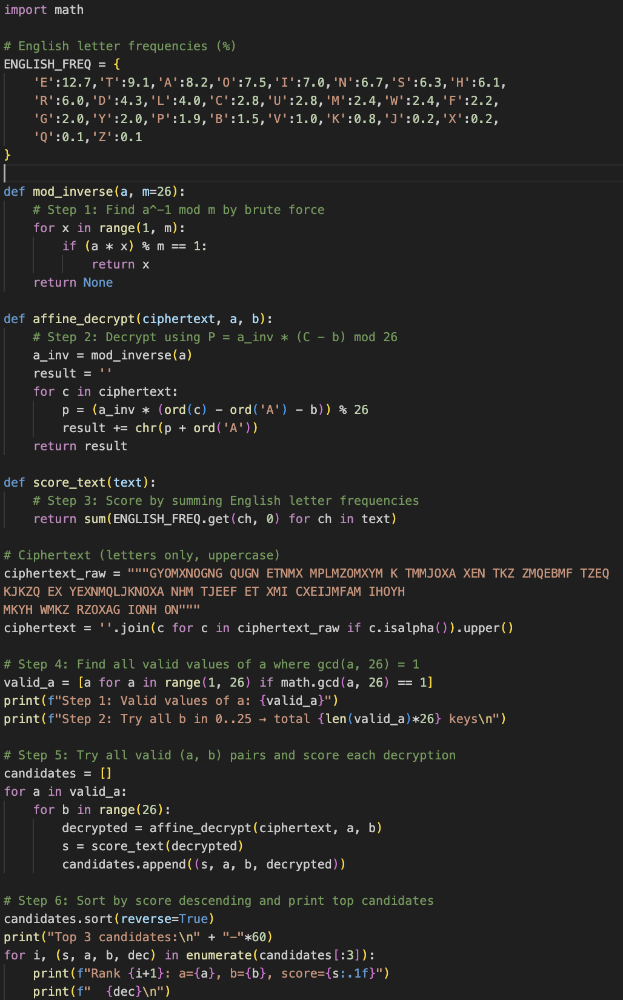 import math
# English letter frequencies (%)
ENGLISH_FREQ = {
    'E':12.7,'T':9.1,'A':8.2,'O':7.5,'I':7.0,'N':6.7,'S':6.3,'H':6.1,
    'R':6.0,'D':4.3,'L':4.0,'C':2.8,'U':2.8,'M':2.4,'W':2.4,'F':2.2,
    'G':2.0,'Y':2.0,'P':1.9,'B':1.5,'V':1.0,'K':0.8,'J':0.2,'X':0.2,
    'Q':0.1,'Z':0.1
}
def mod_inverse(a, m=26):
    # Step 1: Find a^-1 mod m by brute force
    for x in range(1, m):
        if (a * x) % m == 1:
            return x
    return None
def affine_decrypt(ciphertext, a, b):
    # Step 2: Decrypt using P = a_inv * (C - b) mod 26
    a_inv = mod_inverse(a)
    result = ''
    for c in ciphertext:
        p = (a_inv * (ord(c) - ord('A') - b)) % 26
        result += chr(p + ord('A'))
    return result
def score_text(text):
    # Step 3: Score by summing English letter frequencies
    return sum(ENGLISH_FREQ.get(ch, 0) for ch in text)
# Ciphertext (letters only, uppercase)
ciphertext_raw = """GYOMXNOGNG QUGN ETNMX MPLMZOMXYM K TMMJOXA XEN TKZ ZMQEBMF TZEQ
KJKZQ EX YEXNMQLJKNOXA NHM TJEEF ET XMI CXEIJMFAM IHOYH
MKYH WMKZ RZOXAG IONH ON"""
ciphertext = ''.join(c for c in ciphertext_raw if c.isalpha()).upper()
# Step 4: Find all valid values of a where gcd(a, 26) = 1
valid_a = [a for a in range(1, 26) if math.gcd(a, 26) == 1]
print(f"Step 1: Valid values of a: {valid_a}")
print(f"Step 2: Try all b in 0..25 → total {len(valid_a)*26} keys\n")
# Step 5: Try all valid (a, b) pairs and score each decryption
candidates = []
for a in valid_a:
    for b in range(26):
        decrypted = affine_decrypt(ciphertext, a, b)
        s = score_text(decrypted)
        candidates.append((s, a, b, decrypted))
# Step 6: Sort by score descending and print top candidates
candidates.sort(reverse=True)
print("Top 3 candidates:\n" + "-"*60)
for i, (s, a, b, dec) in enumerate(candidates[:3]):
    print(f"Rank {i+1}: a={a}, b={b}, score={s:.1f}")
    print(f"  {dec}\n")